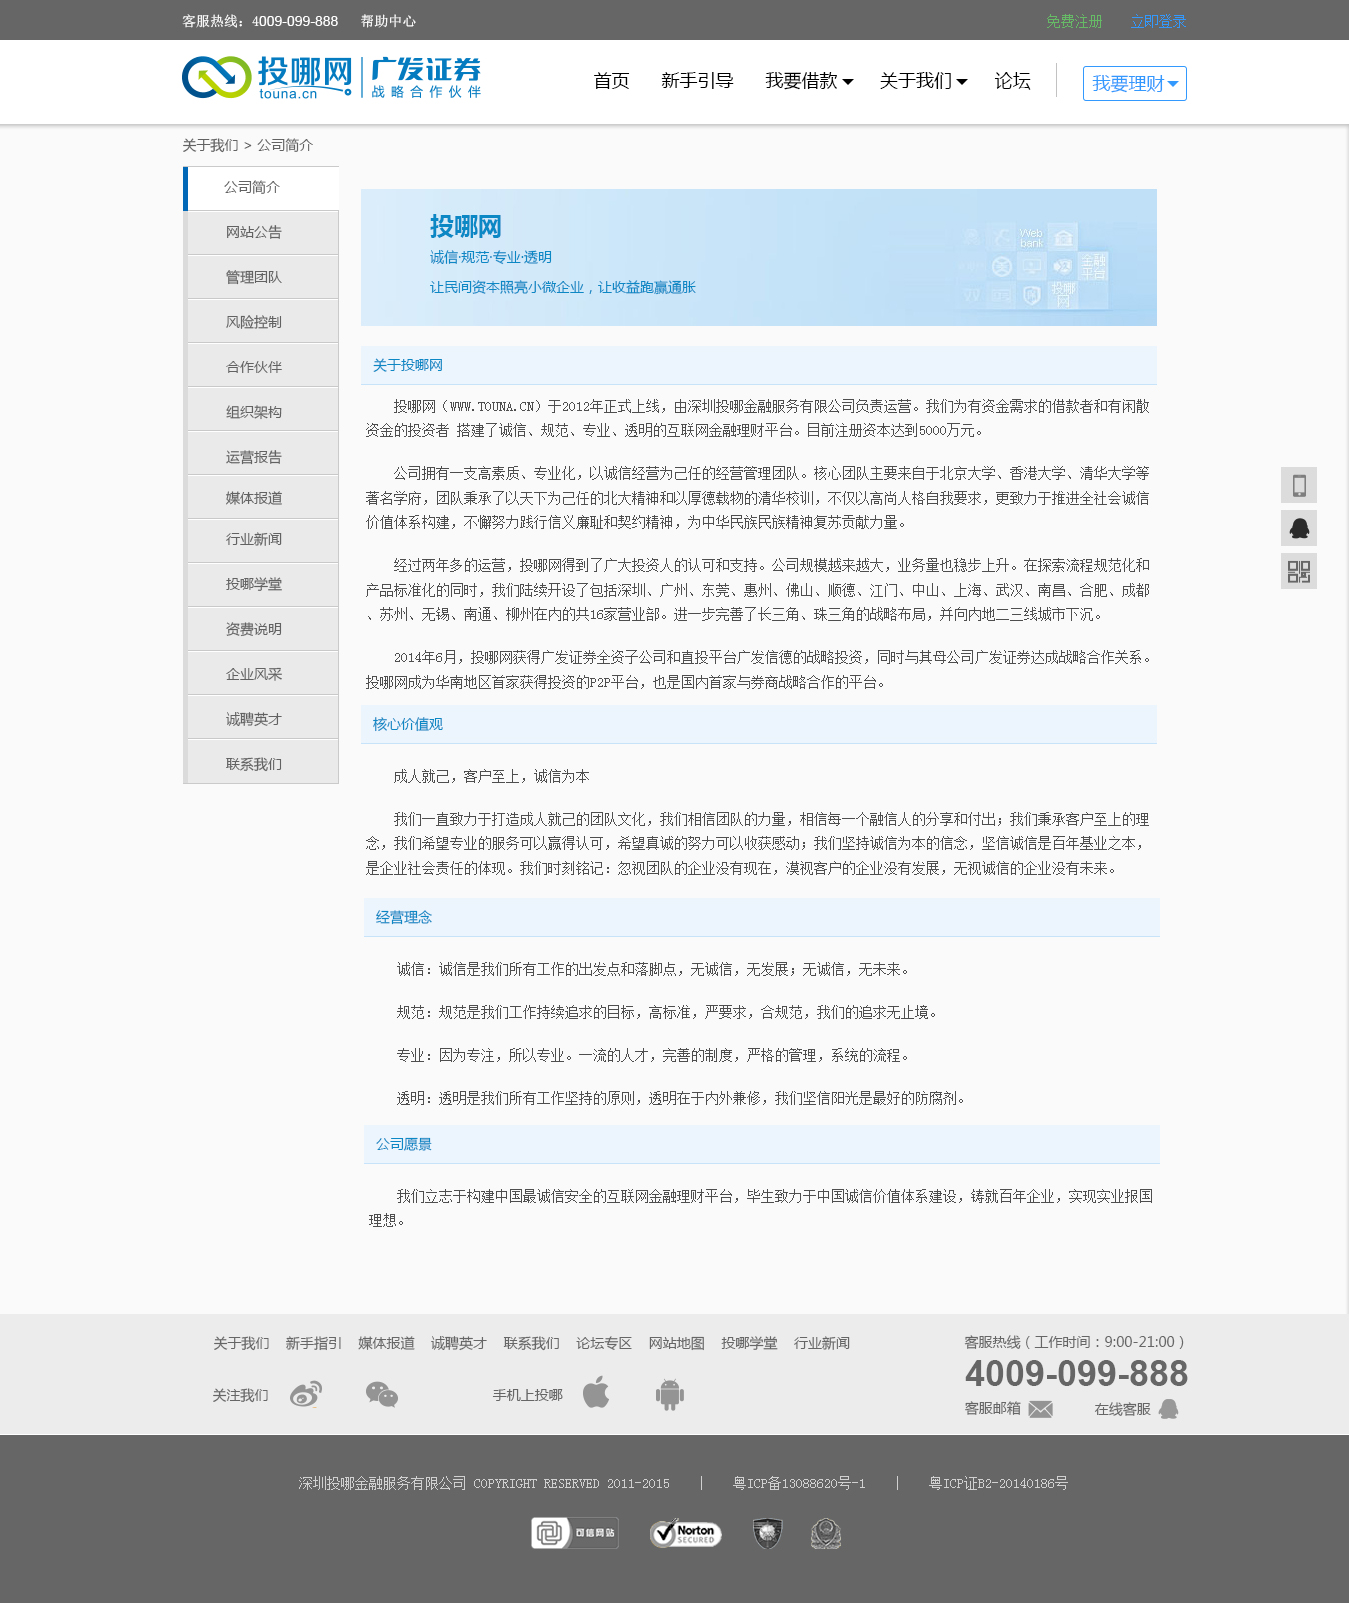 客服热线：4009-099-888 帮助中心 免费注册 立即登录
投哪网 touna.cn 广发证券 战略合作伙伴
首页 新手引导 我要借款 关于我们 论坛 我要理财
关于我们 > 公司简介
公司简介
网站公告
管理团队
风险控制
合作伙伴
组织架构
运营报告
媒体报道
行业新闻
投哪学堂
资费说明
企业风采
诚聘英才
联系我们
投哪网
诚信·规范·专业·透明
让民间资本照亮小微企业，让收益跑赢通胀
Web bank
金融平台
投哪网
关于投哪网
投哪网（WWW.TOUNA.CN）于2012年正式上线，由深圳投哪金融服务有限公司负责运营。我们为有资金需求的借款者和有闲散
资金的投资者 搭建了诚信、规范、专业、透明的互联网金融理财平台。目前注册资本达到5000万元。
公司拥有一支高素质、专业化，以诚信经营为己任的经营管理团队。核心团队主要来自于北京大学、香港大学、清华大学等
著名学府，团队秉承了以天下为己任的北大精神和以厚德载物的清华校训，不仅以高尚人格自我要求，更致力于推进全社会诚信
价值体系构建，不懈努力践行信义廉耻和契约精神，为中华民族民族精神复苏贡献力量。
经过两年多的运营，投哪网得到了广大投资人的认可和支持。公司规模越来越大，业务量也稳步上升。在探索流程规范化和
产品标准化的同时，我们陆续开设了包括深圳、广州、东莞、惠州、佛山、顺德、江门、中山、上海、武汉、南昌、合肥、成都
、苏州、无锡、南通、柳州在内的共16家营业部。进一步完善了长三角、珠三角的战略布局，并向内地二三线城市下沉。
2014年6月，投哪网获得广发证券全资子公司和直投平台广发信德的战略投资，同时与其母公司广发证券达成战略合作关系。
投哪网成为华南地区首家获得投资的P2P平台，也是国内首家与券商战略合作的平台。
核心价值观
成人就己，客户至上，诚信为本
我们一直致力于打造成人就己的团队文化，我们相信团队的力量，相信每一个融信人的分享和付出；我们秉承客户至上的理
念，我们希望专业的服务可以赢得认可，希望真诚的努力可以收获感动；我们坚持诚信为本的信念，坚信诚信是百年基业之本，
是企业社会责任的体现。我们时刻铭记：忽视团队的企业没有现在，漠视客户的企业没有发展，无视诚信的企业没有未来。
经营理念
诚信：诚信是我们所有工作的出发点和落脚点，无诚信，无发展；无诚信，无未来。
规范：规范是我们工作持续追求的目标，高标准，严要求，合规范，我们的追求无止境。
专业：因为专注，所以专业。一流的人才，完善的制度，严格的管理，系统的流程。
透明：透明是我们所有工作坚持的原则，透明在于内外兼修，我们坚信阳光是最好的防腐剂。
公司愿景
我们立志于构建中国最诚信安全的互联网金融理财平台，毕生致力于中国诚信价值体系建设，铸就百年企业，实现实业报国
理想。
关于我们 新手指引 媒体报道 诚聘英才 联系我们 论坛专区 网站地图 投哪学堂 行业新闻
客服热线（工作时间：9:00-21:00）
4009-099-888
关注我们 手机上投哪
客服邮箱 在线客服
深圳投哪金融服务有限公司 COPYRIGHT RESERVED 2011-2015 | 粤ICP备13088620号-1 | 粤ICP证B2-20140186号
可信网站 Norton SECURED